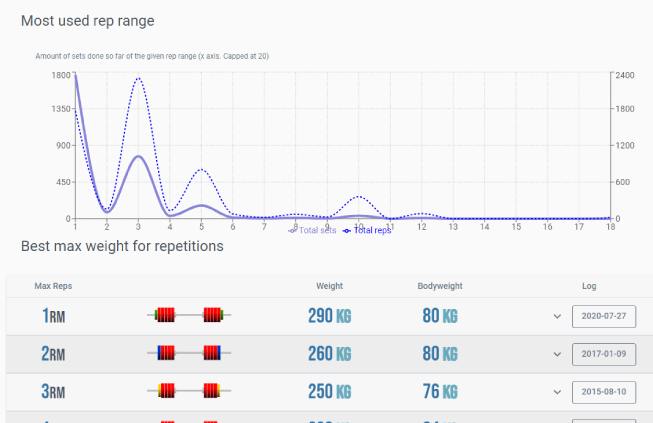 Most used rep range
Amount of sets done so far of the given rep range (x axis. Capped at 20)
1800 2400
1350 1800
900 1200
450 600
0 0
1 2 3 4 5 6 7 8 9 10 11 12 13 14 15 16 17 18
Total sets Total reps
Best max weight for repetitions
Max Reps Weight Bodyweight Log
1RM 290 KG 80 KG 2020-07-27
2RM 260 KG 80 KG 2017-01-09
3RM 250 KG 76 KG 2015-08-10